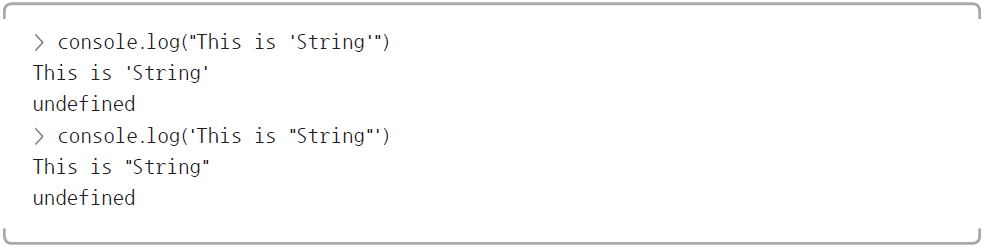 > console.log("This is 'String'")
This is 'String'
undefined
> console.log('This is "String"')
This is "String"
undefined